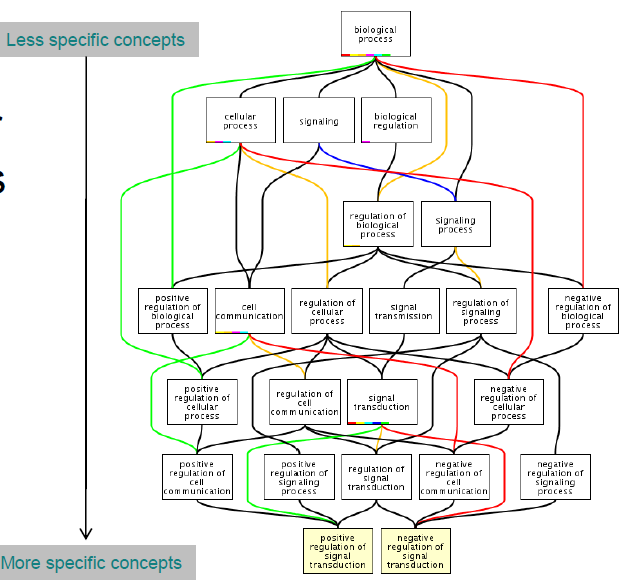 Less specific concepts
biological
process
cellular
process
signaling
biological
regulation
s
regulation of
biological
process
signaling
process
positive
regulation of
biological
process
cell
communication
regulation of
cellular
process
signal
transmission
regulation of
signaling
process
negative
regulation of
biological
process
positive
regulation of
cellular
process
regulation of
cell
communication
signal
transduction
negative
regulation of
cellular
process
positive
regulation of
cell
communication
positive
regulation of
signaling
process
regulation of
signal
transduction
negative
regulation of
cell
communication
negative
regulation of
signaling
process
positive
regulation of
signal
transduction
negative
regulation of
signal
transduction
More specific concepts